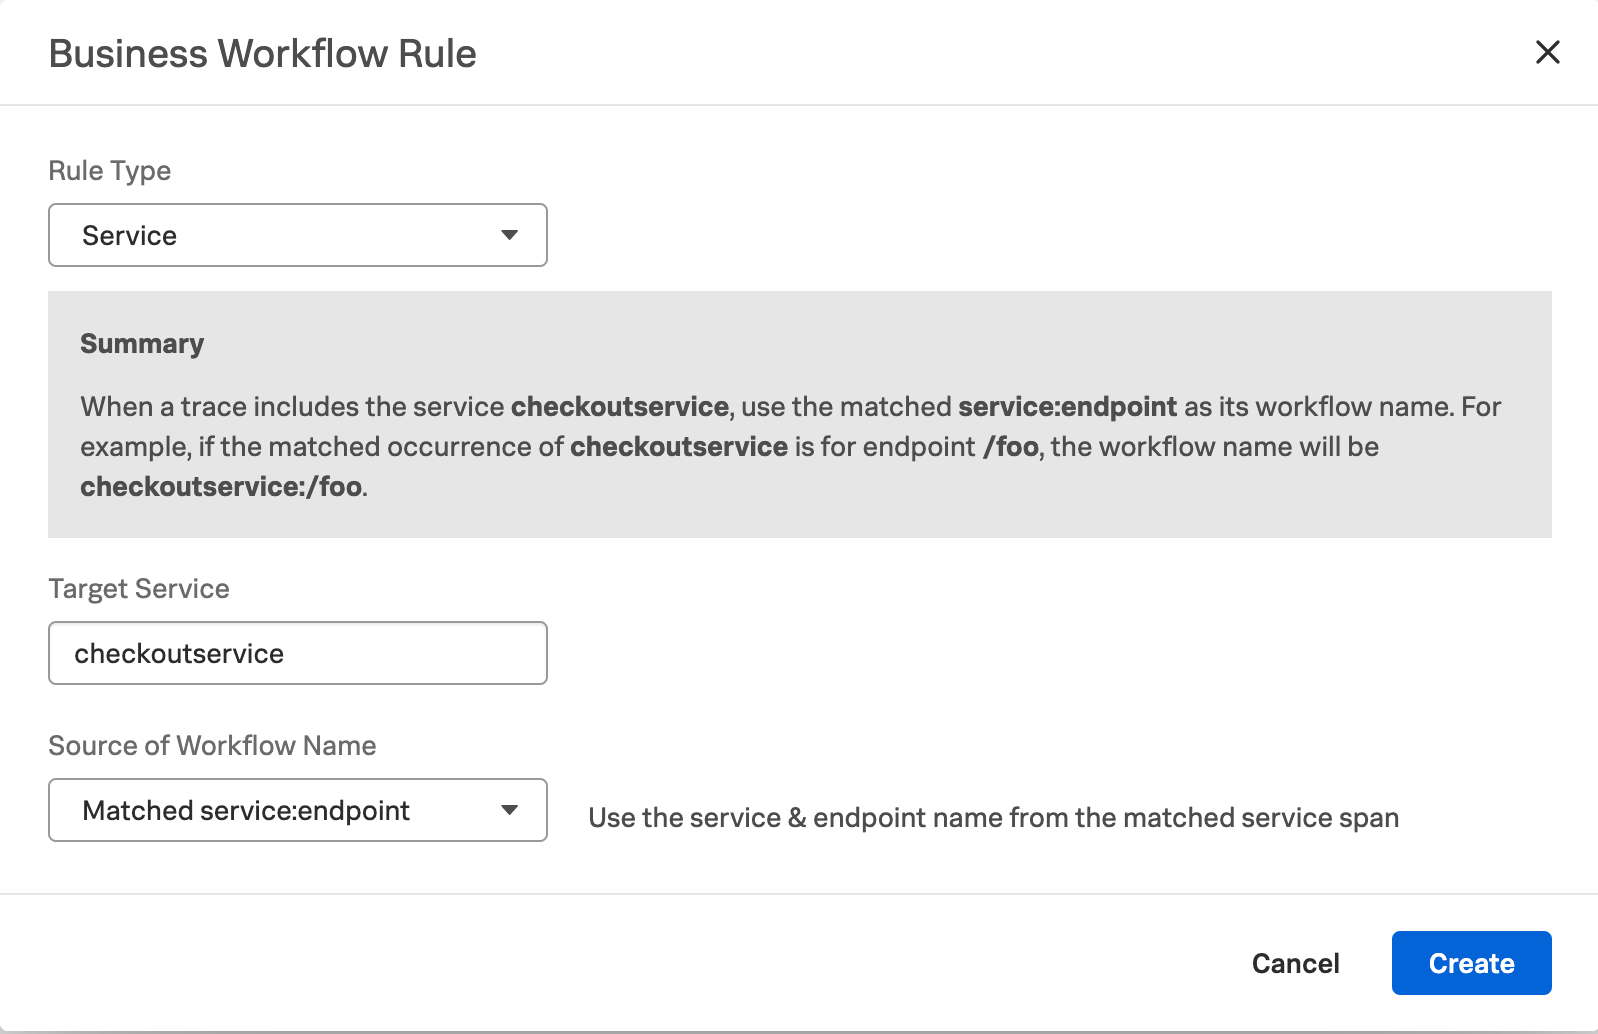 Business Workflow Rule
Rule Type
Service
Summary
When a trace includes the service checkoutservice, use the matched service:endpoint as its workflow name. For
example, if the matched occurrence of checkoutservice is for endpoint /foo, the workflow name will be
checkoutservice:/foo.
Target Service
checkoutservice
Source of Workflow Name
Matched service:endpoint
Use the service & endpoint name from the matched service span
Cancel
Create